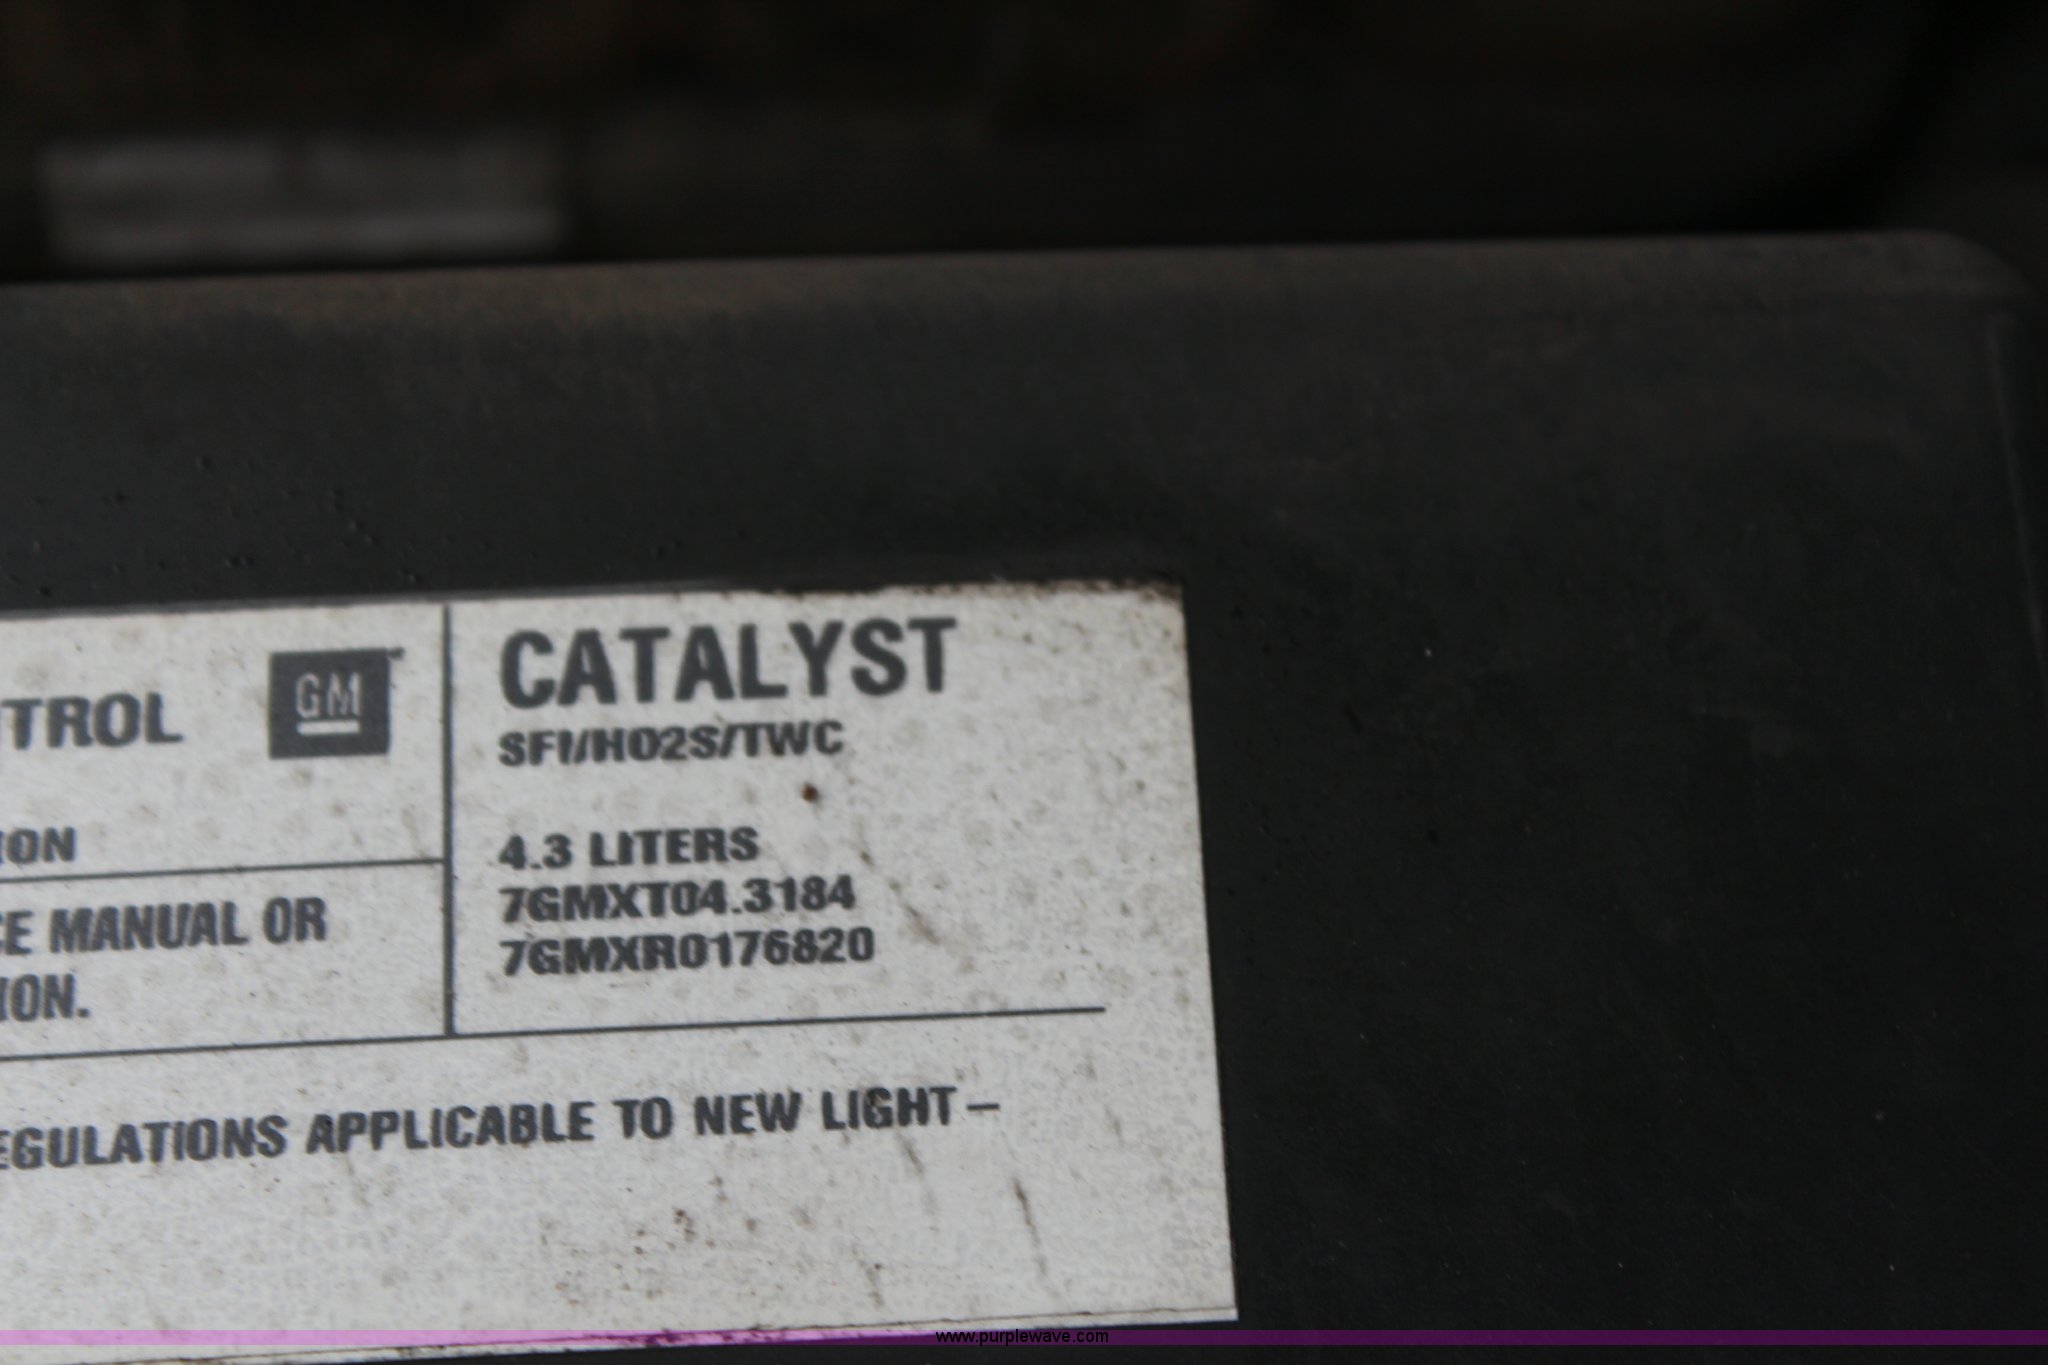 TROL
GM
CATALYST
SFI/HO2S/TWC
ION
4.3 LITERS
CE MANUAL OR
7GMXT04.3184
7GMXR0176820
ION.
EGULATIONS APPLICABLE TO NEW LIGHT–
www.purplewave.com